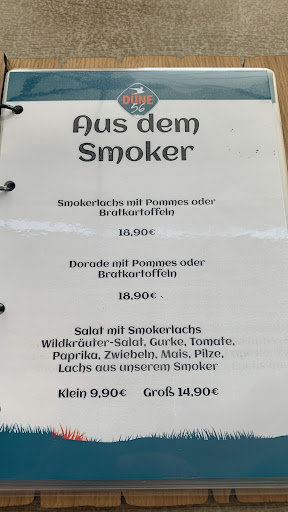 DÜNE
56
Aus dem
Smoker
Smokerlachs mit Pommes oder
Bratkartoffeln
18,90€
Dorade mit Pommes oder
Bratkartoffeln
18,90€
Salat mit Smokerlachs
Wildkräuter-Salat, Gurke, Tomate,
Paprika, Zwiebeln, Mais, Pilze,
Lachs aus unserem Smoker
Klein 9,90€ Groß 14,90€